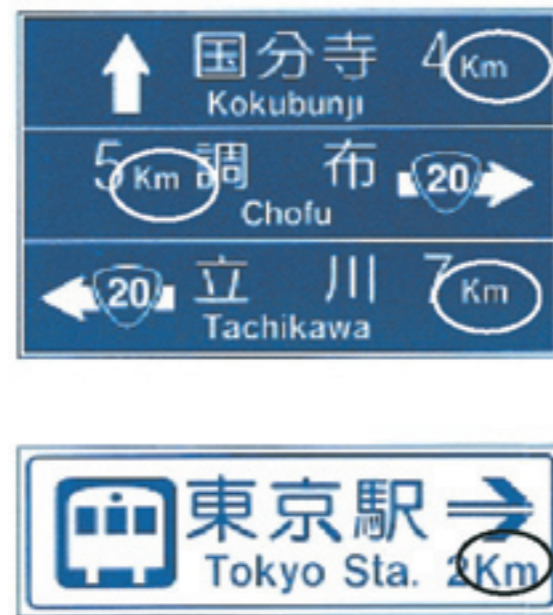 国分寺 4Km
Kokubunji
5Km 調布 20
Chofu
20 立川 7Km
Tachikawa
東京駅
Tokyo Sta. 2Km